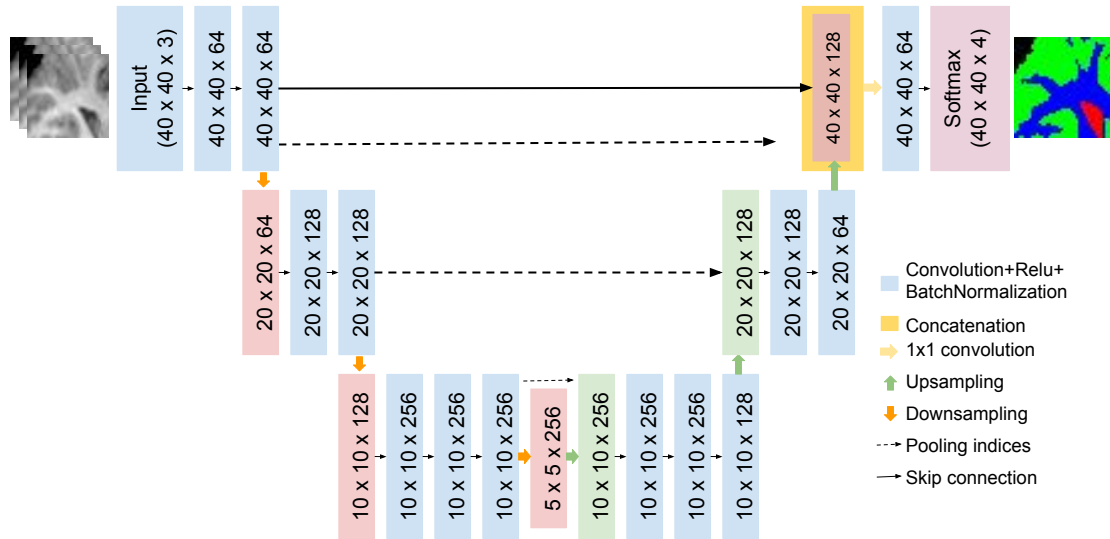 Input
(40 x 40 x 3)
40 x 40 x 64
40 x 40 x 64
40 x 40 x 128
40 x 40 x 64
Softmax
(40 x 40 x 4)
20 x 20 x 64
20 x 20 x 128
20 x 20 x 128
20 x 20 x 128
20 x 20 x 128
20 x 20 x 64
10 x 10 x 128
10 x 10 x 256
10 x 10 x 256
10 x 10 x 256
5 x 5 x 256
10 x 10 x 256
10 x 10 x 256
10 x 10 x 256
10 x 10 x 128
Convolution+Relu+
BatchNormalization
Concatenation
1x1 convolution
Upsampling
Downsampling
Pooling indices
Skip connection